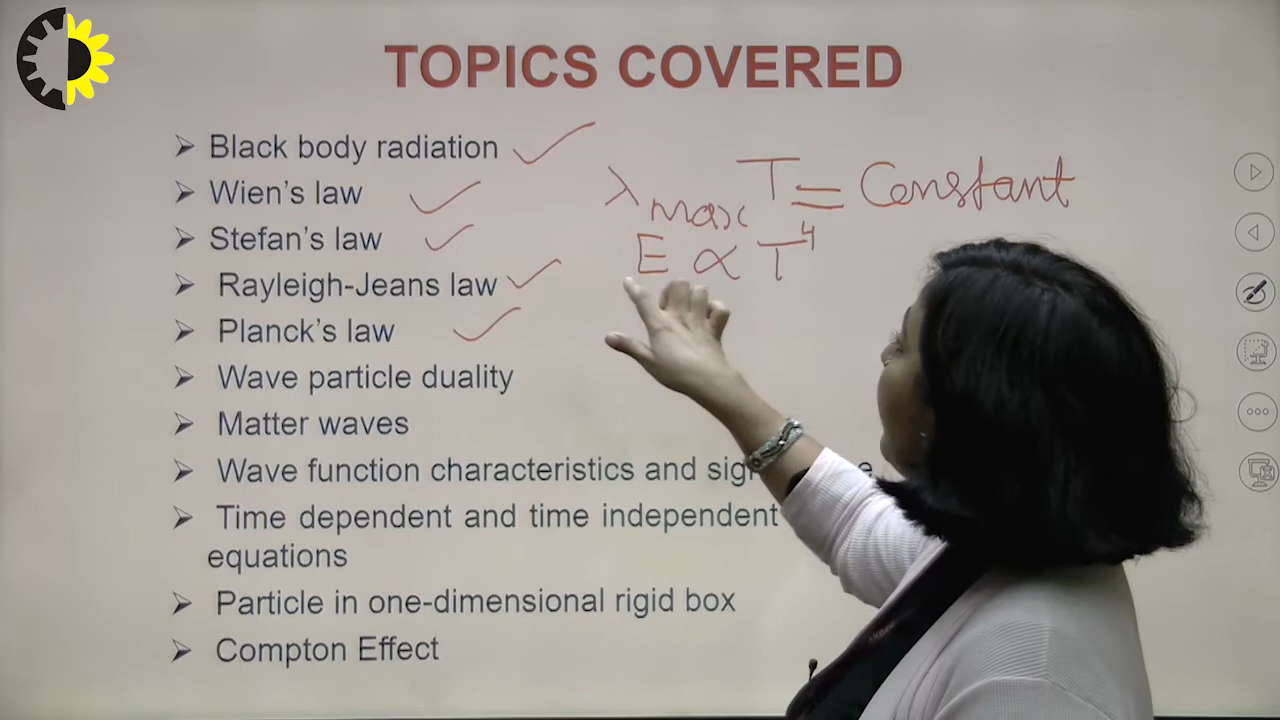 TOPICS COVERED
➢ Black body radiation ✓
➢ Wien’s law ✓
λmax T = Constant
➢ Stefan’s law ✓
E ∝ T⁴
➢ Rayleigh-Jeans law ✓
➢ Planck’s law ✓
➢ Wave particle duality
➢ Matter waves
➢ Wave function characteristics and
➢ Time dependent and time independent
equations
➢ Particle in one-dimensional rigid box
➢ Compton Effect